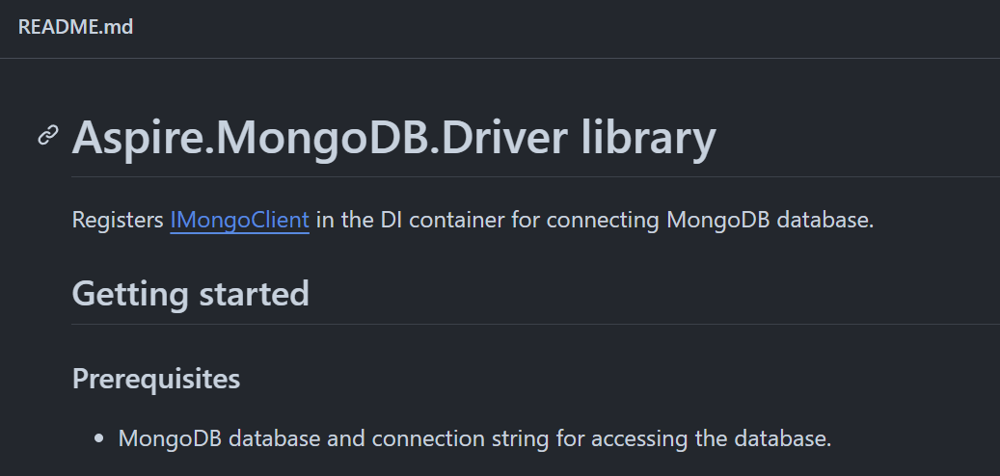 README.md
Aspire.MongoDB.Driver library
Registers IMongoClient in the DI container for connecting MongoDB database.
Getting started
Prerequisites
• MongoDB database and connection string for accessing the database.